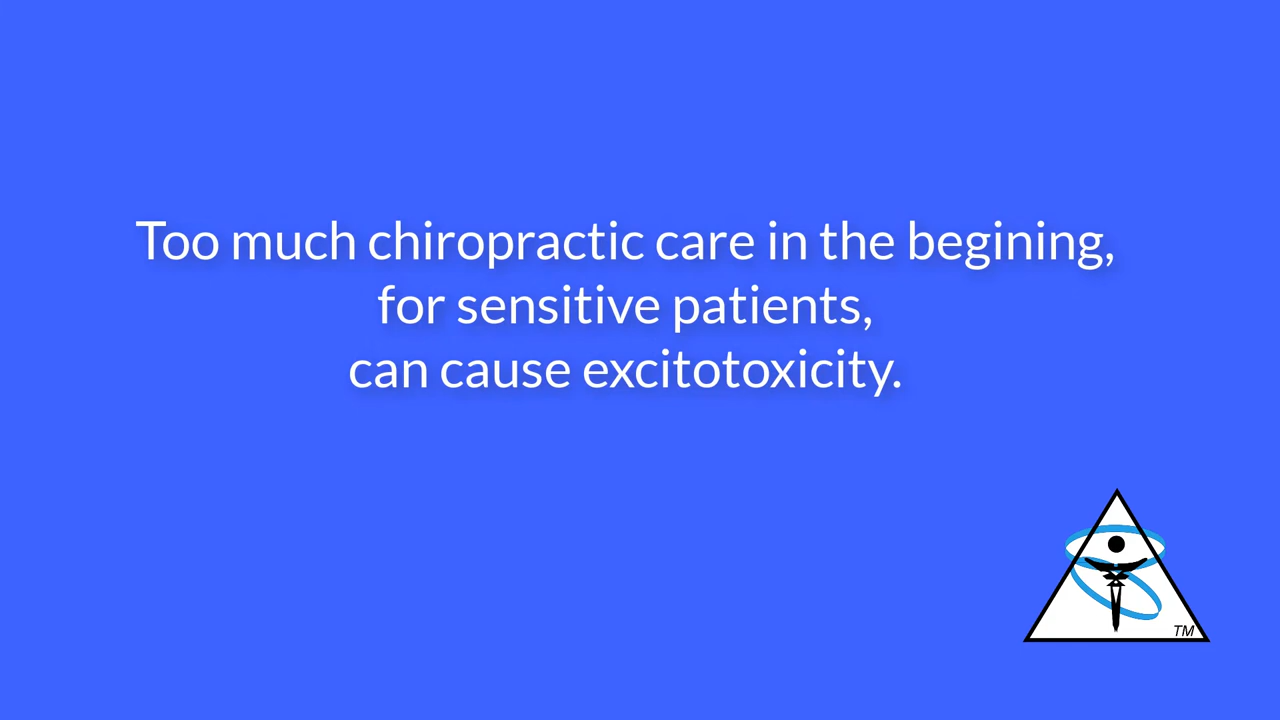 Too much chiropractic care in the begining,
for sensitive patients,
can cause excitotoxicity.
TM